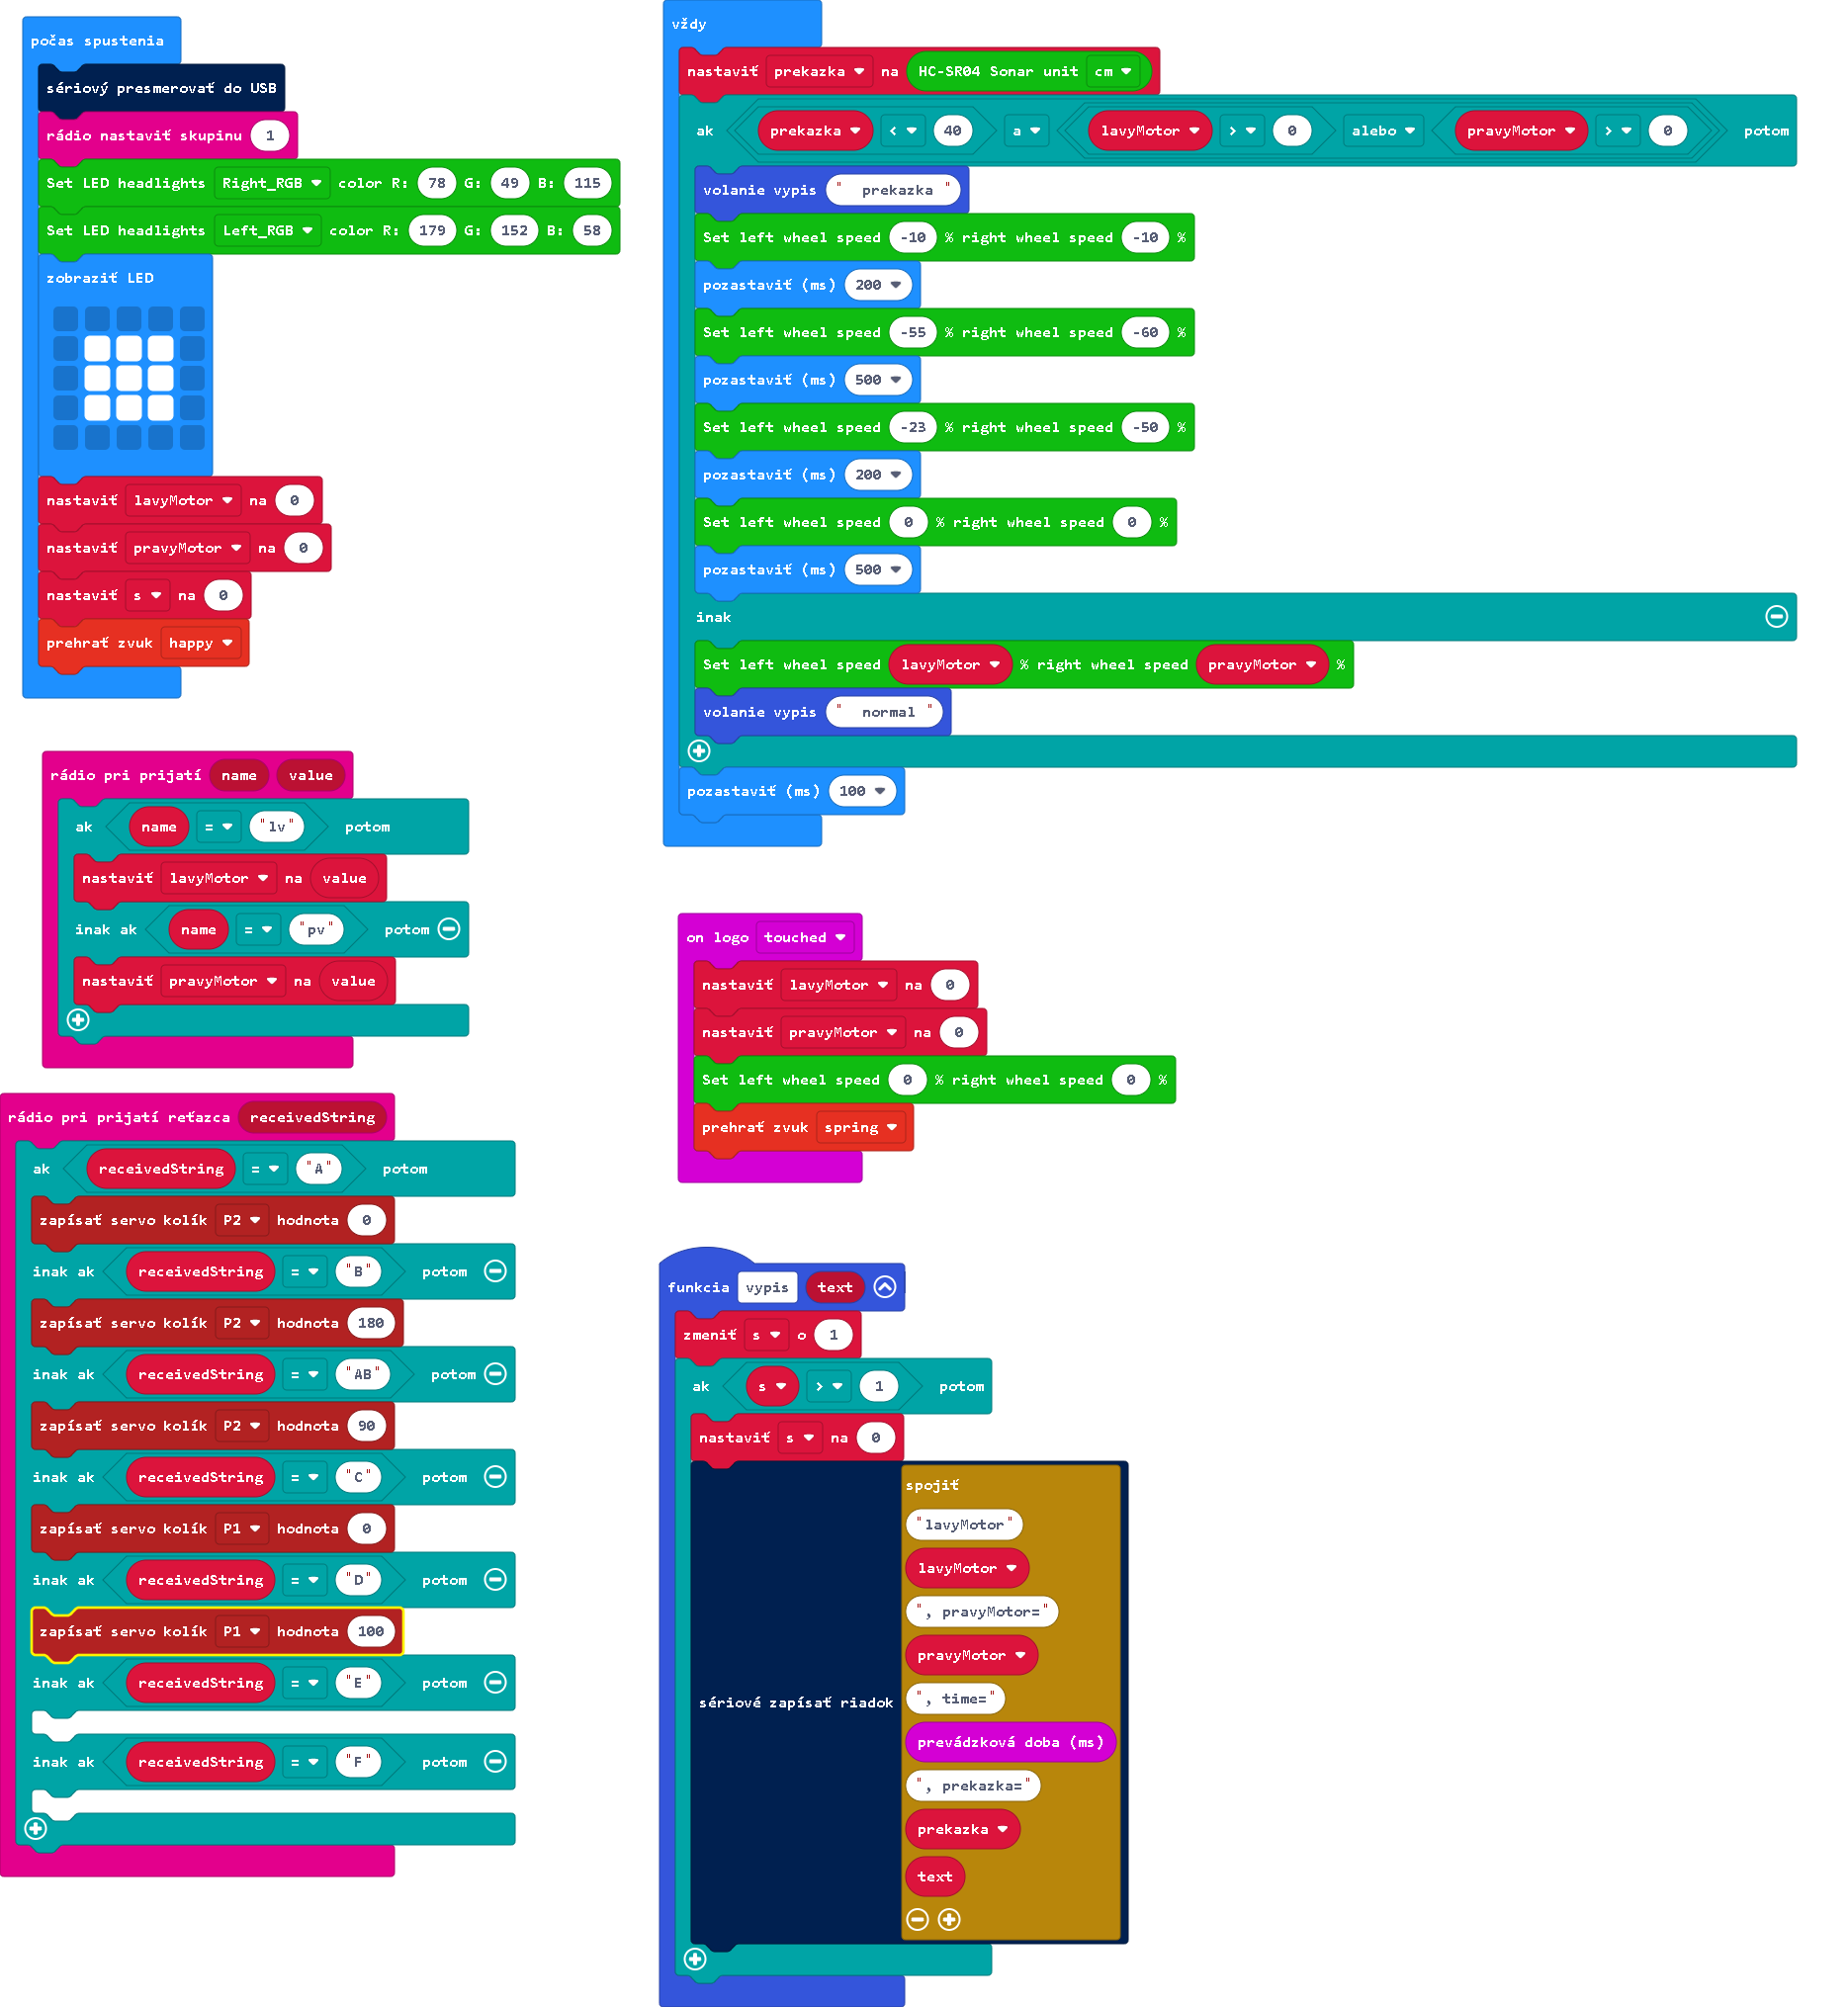 počas spustenia
sériový presmerovať do USB
rádio nastaviť skupinu 1
Set LED headlights Right_RGB color R: 78 G: 49 B: 115
Set LED headlights Left_RGB color R: 179 G: 152 B: 58
zobraziť LED
nastaviť lavyMotor na 0
nastaviť pravyMotor na 0
nastaviť s na 0
prehrať zvuk happy
rádio pri prijatí name value
ak name = "lv" potom
nastaviť lavyMotor na value
inak ak name = "pv" potom
nastaviť pravyMotor na value
rádio pri prijatí reťazca receivedString
ak receivedString = "A" potom
zapísať servo kolík P2 hodnota 0
inak ak receivedString = "B" potom
zapísať servo kolík P2 hodnota 180
inak ak receivedString = "AB" potom
zapísať servo kolík P2 hodnota 90
inak ak receivedString = "C" potom
zapísať servo kolík P1 hodnota 0
inak ak receivedString = "D" potom
zapísať servo kolík P1 hodnota 100
inak ak receivedString = "E" potom
inak ak receivedString = "F" potom
vždy
nastaviť prekazka na HC-SR04 Sonar unit cm
ak prekazka < 40 a lavyMotor > 0 alebo pravyMotor > 0 potom
volanie vypis " prekazka "
Set left wheel speed -10 % right wheel speed -10 %
pozastaviť (ms) 200
Set left wheel speed -55 % right wheel speed -60 %
pozastaviť (ms) 500
Set left wheel speed -23 % right wheel speed -50 %
pozastaviť (ms) 200
Set left wheel speed 0 % right wheel speed 0 %
pozastaviť (ms) 500
inak
Set left wheel speed lavyMotor % right wheel speed pravyMotor %
volanie vypis " normal "
pozastaviť (ms) 100
on logo touched
nastaviť lavyMotor na 0
nastaviť pravyMotor na 0
Set left wheel speed 0 % right wheel speed 0 %
prehrať zvuk spring
funkcia vypis text
zmeniť s o 1
ak s > 1 potom
nastaviť s na 0
sériové zapísať riadok
spojiť
"lavyMotor"
lavyMotor
", pravyMotor="
pravyMotor
", time="
prevádzková doba (ms)
", prekazka="
prekazka
text